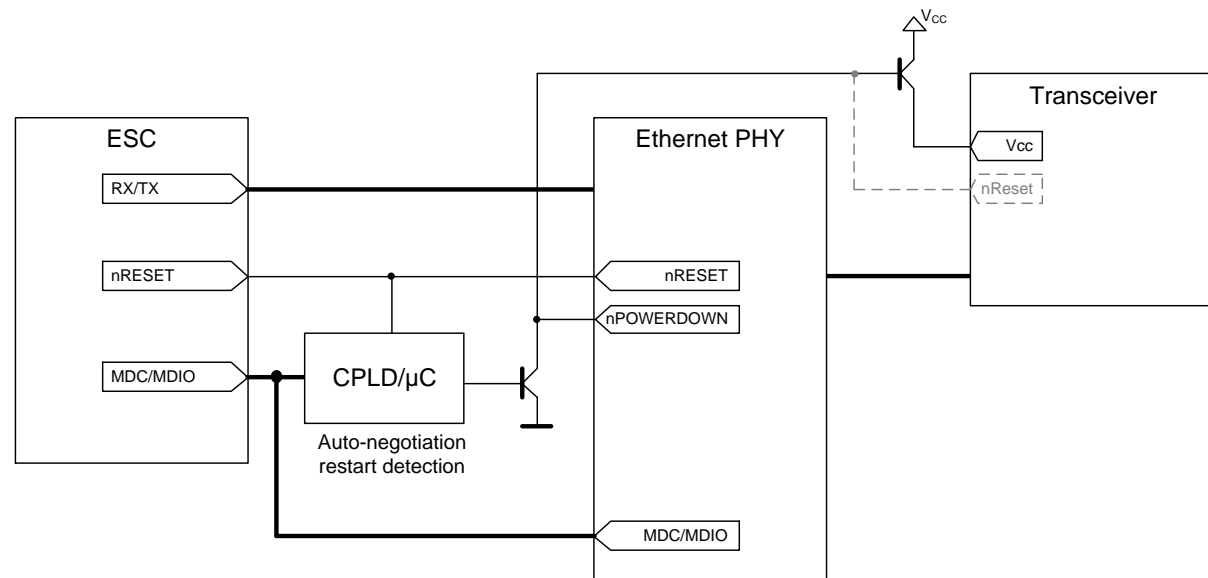 Vcc
Transceiver
ESC
Ethernet PHY
Vcc
RX/TX
nReset
nRESET
nRESET
nPOWERDOWN
MDC/MDIO
CPLD/µC
Auto-negotiation
restart detection
MDC/MDIO